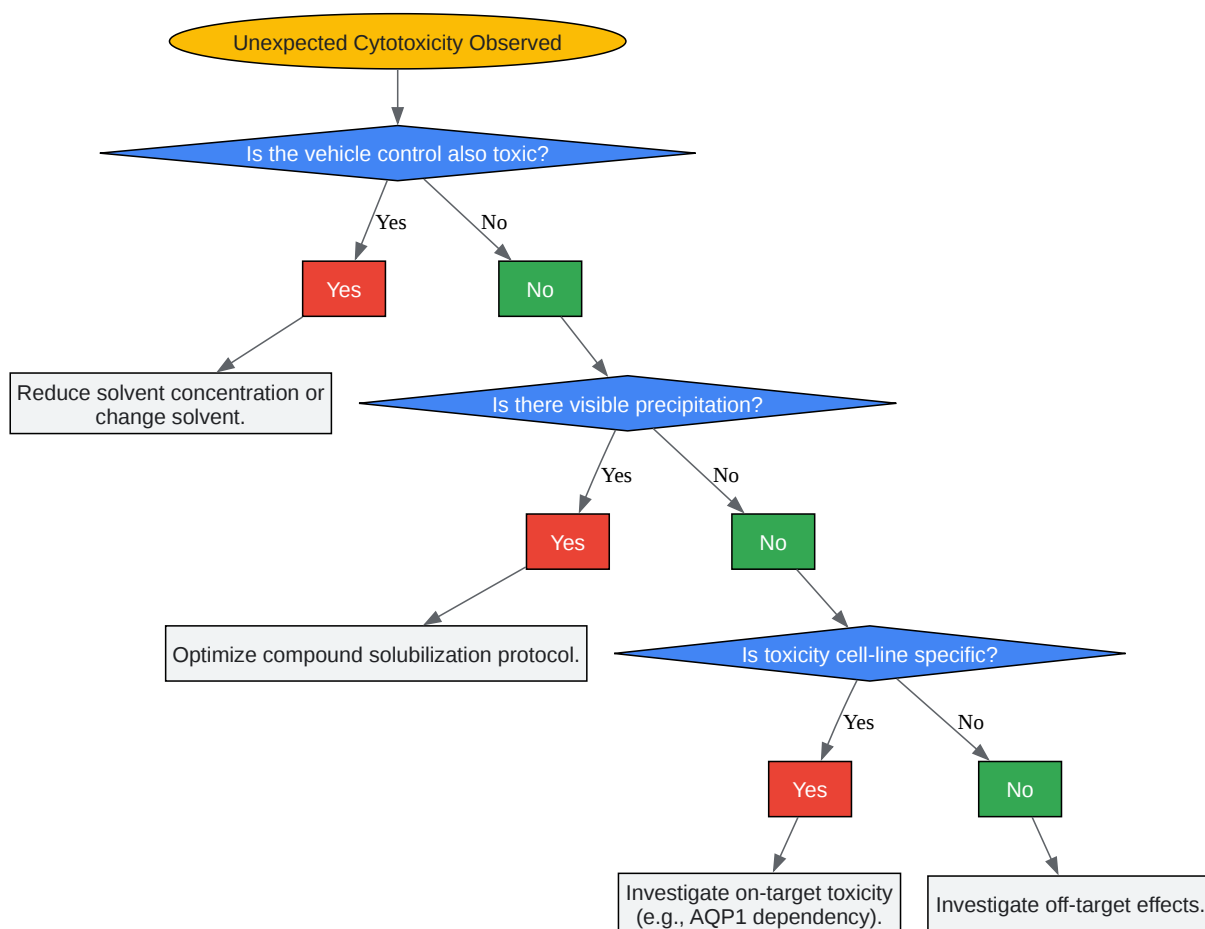 Unexpected Cytotoxicity Observed
Is the vehicle control also toxic?
Yes
No
Yes
No
Reduce solvent concentration or
change solvent.
Is there visible precipitation?
Yes
No
Yes
No
Optimize compound solubilization protocol.
Is toxicity cell-line specific?
Yes
No
Yes
No
Investigate on-target toxicity
(e.g., AQP1 dependency).
Investigate off-target effects.